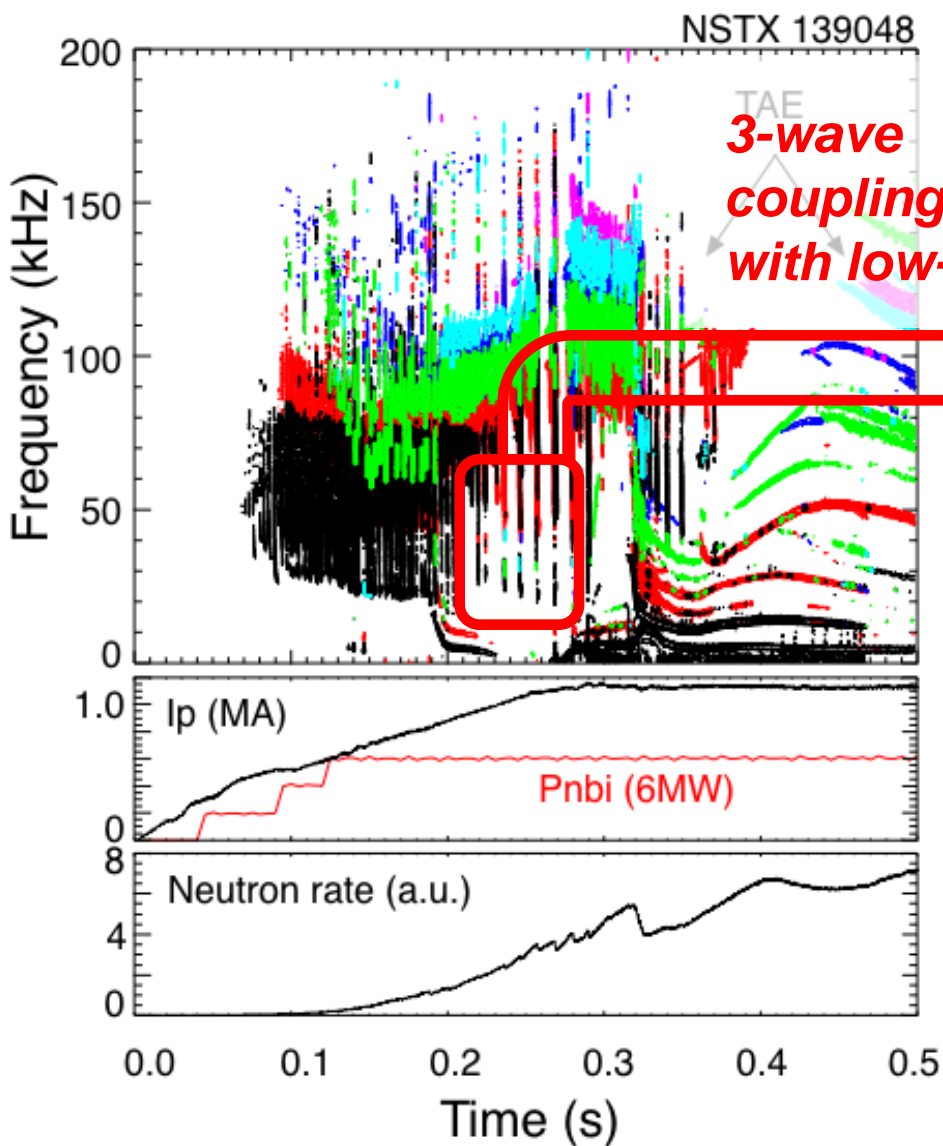 NSTX 139048
200
TAE
3-wave
coupling
with low-
150
100
50
0
Frequency (kHz)
1.0
Ip (MA)
Pnbi (6MW)
0
8
Neutron rate (a.u.)
4
0
0.0 0.1 0.2 0.3 0.4 0.5
Time (s)